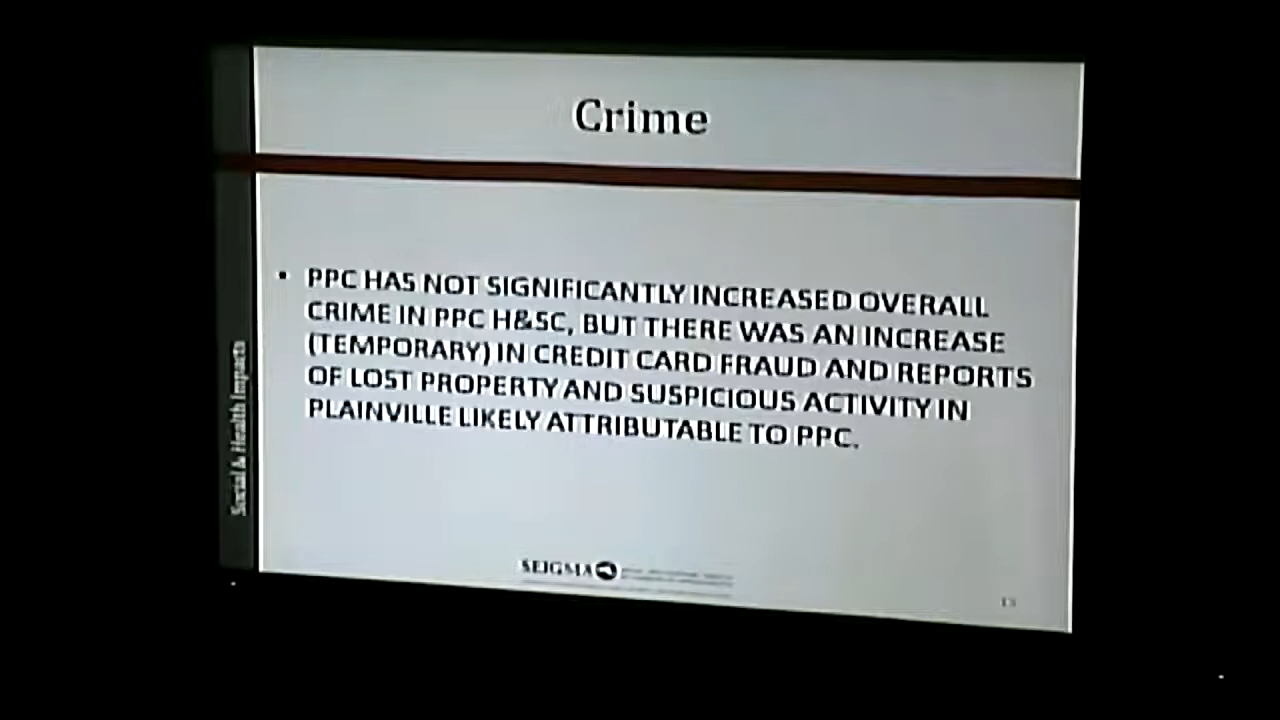 Crime
• PPC HAS NOT SIGNIFICANTLY INCREASED OVERALL
CRIME IN PPC H&SC, BUT THERE WAS AN INCREASE
(TEMPORARY) IN CREDIT CARD FRAUD AND REPORTS
OF LOST PROPERTY AND SUSPICIOUS ACTIVITY IN
PLAINVILLE LIKELY ATTRIBUTABLE TO PPC.
Social & Health Impacts
SEIGMA